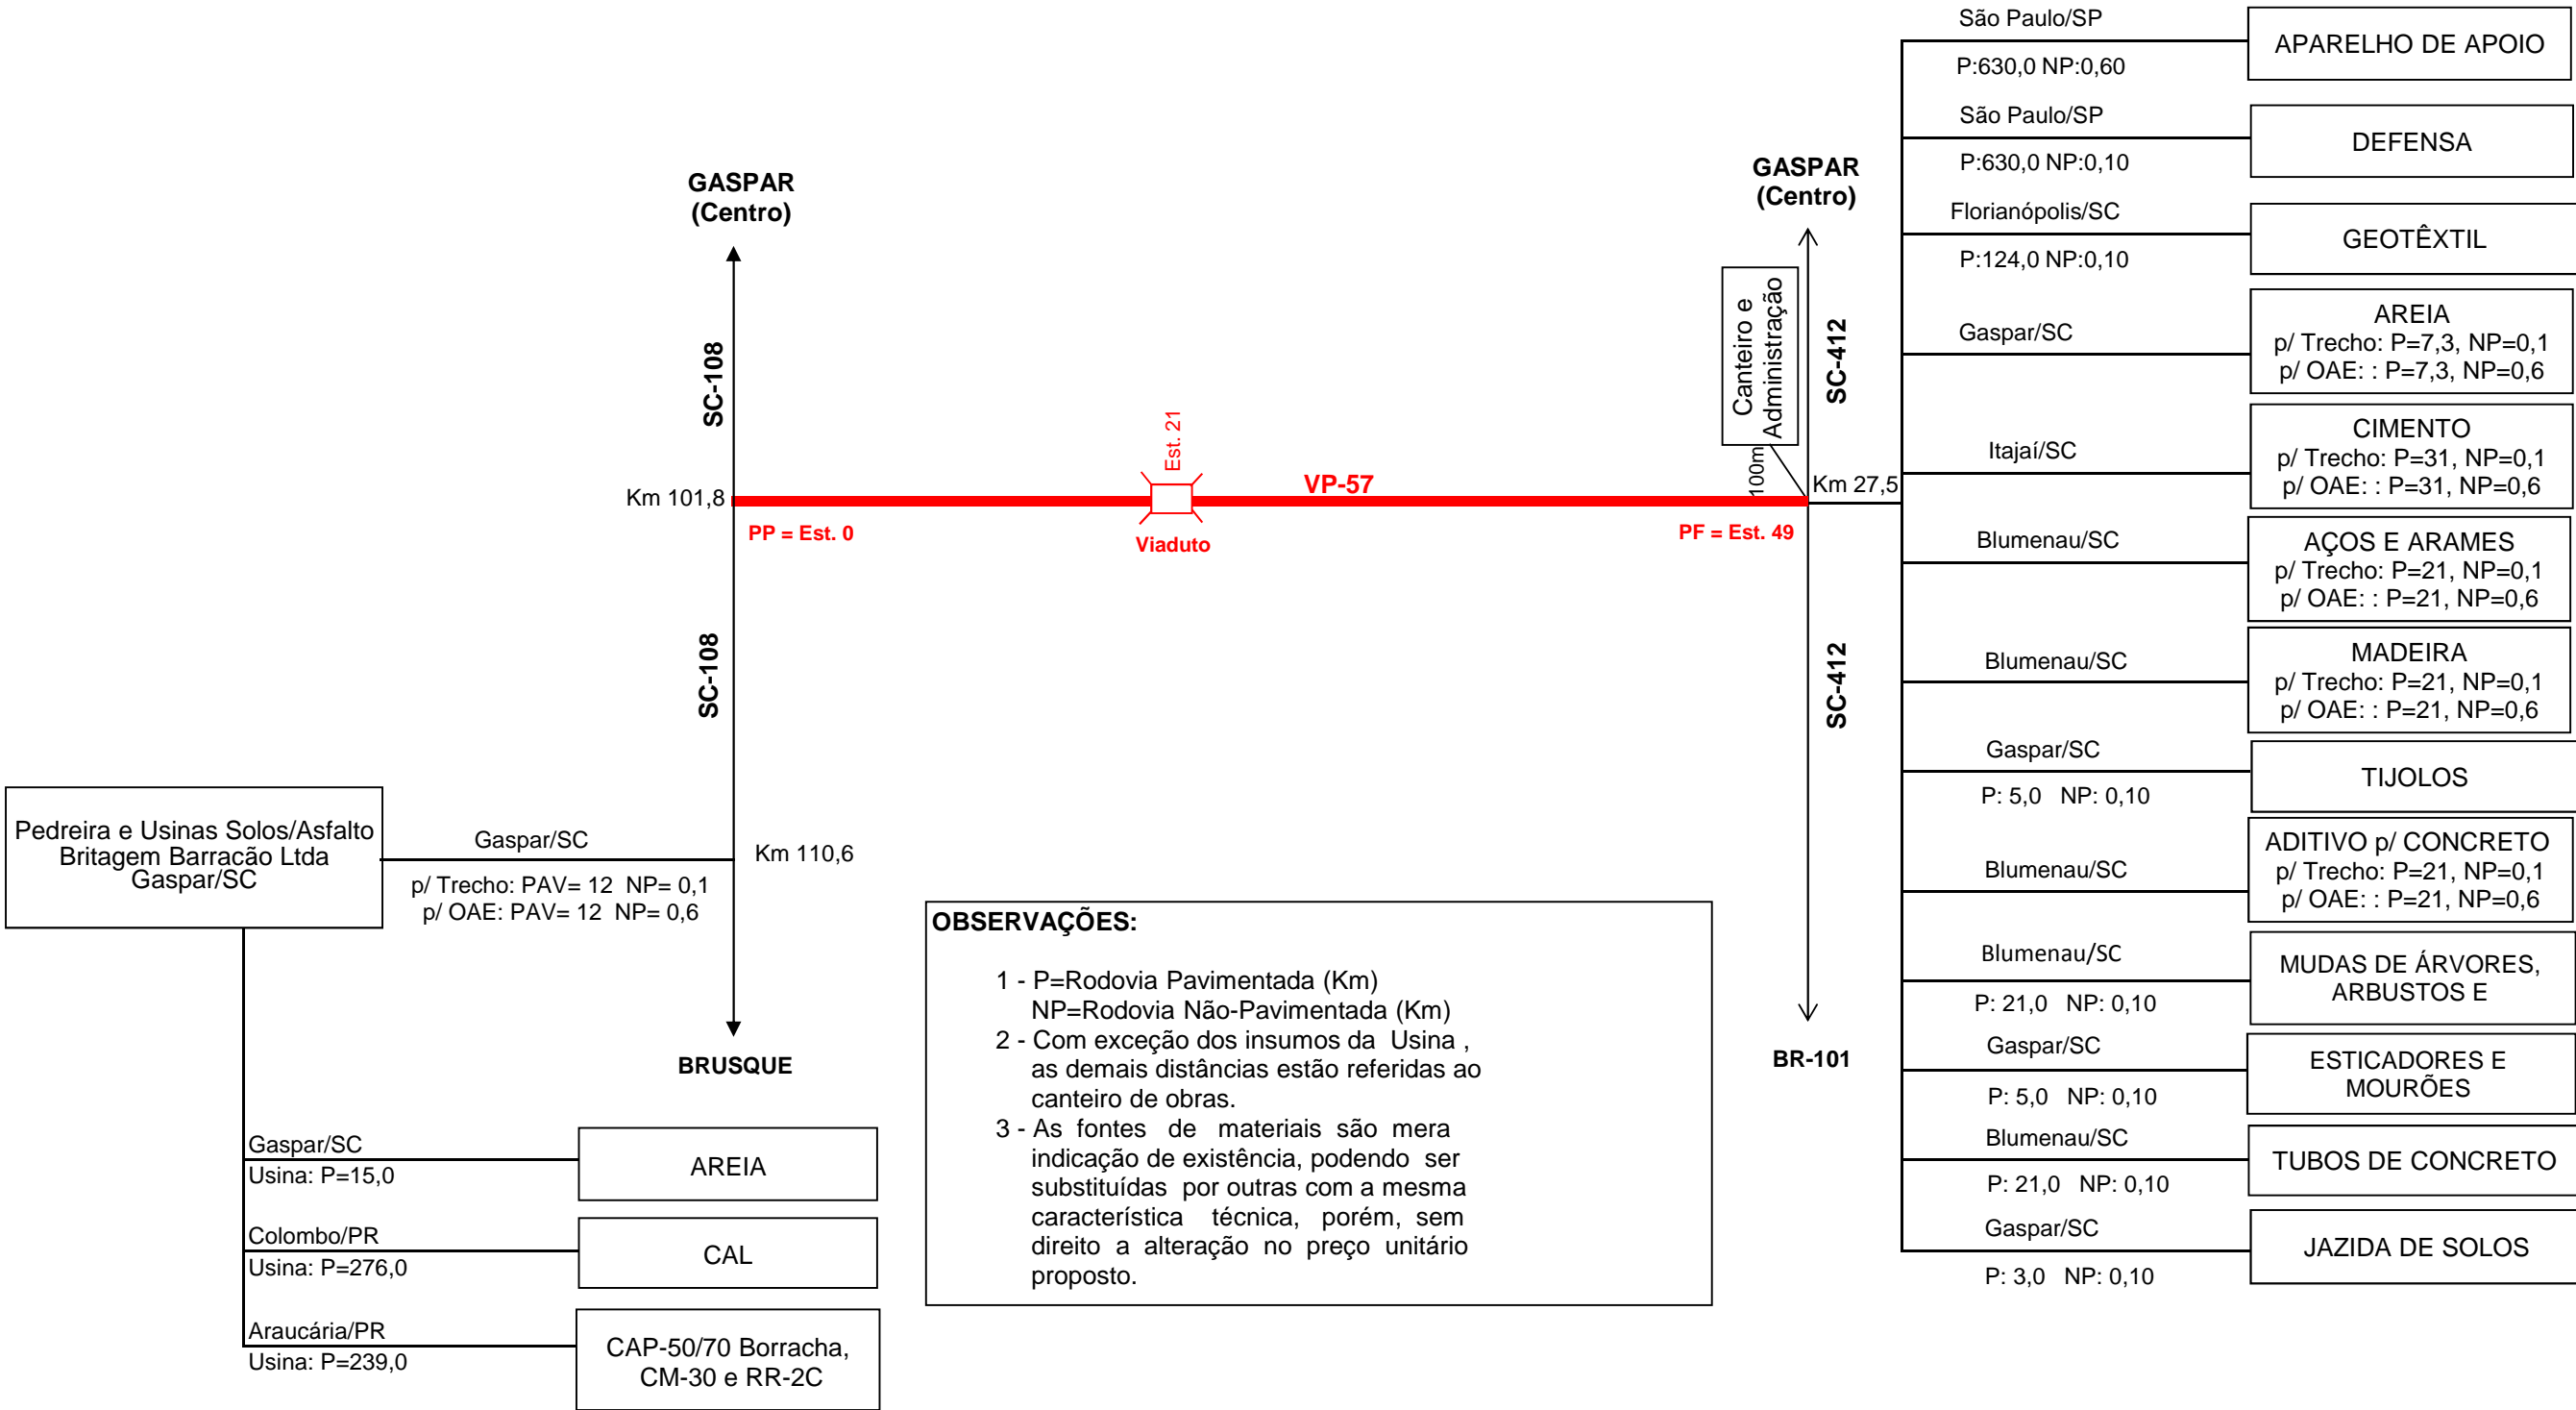 São Paulo/SP
P:630,0 NP:0,60
APARELHO DE APOIO
São Paulo/SP
P:630,0 NP:0,10
DEFENSA
Florianópolis/SC
P:124,0 NP:0,10
GEOTÊXTIL
Gaspar/SC
AREIA
p/ Trecho: P=7,3, NP=0,1
p/ OAE: : P=7,3, NP=0,6
Itajaí/SC
CIMENTO
p/ Trecho: P=31, NP=0,1
p/ OAE: : P=31, NP=0,6
Blumenau/SC
AÇOS E ARAMES
p/ Trecho: P=21, NP=0,1
p/ OAE: : P=21, NP=0,6
Blumenau/SC
MADEIRA
p/ Trecho: P=21, NP=0,1
p/ OAE: : P=21, NP=0,6
Gaspar/SC
P: 5,0 NP: 0,10
TIJOLOS
Blumenau/SC
ADITIVO p/ CONCRETO
p/ Trecho: P=21, NP=0,1
p/ OAE: : P=21, NP=0,6
Blumenau/SC
P: 21,0 NP: 0,10
MUDAS DE ÁRVORES,
ARBUSTOS E
Gaspar/SC
P: 5,0 NP: 0,10
ESTICADORES E
MOURÕES
Blumenau/SC
P: 21,0 NP: 0,10
TUBOS DE CONCRETO
Gaspar/SC
P: 3,0 NP: 0,10
JAZIDA DE SOLOS
GASPAR
(Centro)
SC-108
Km 101,8
PP = Est. 0
Est. 21
Viaduto
VP-57
PF = Est. 49
GASPAR
(Centro)
Canteiro e
Administração
100m
SC-412
Km 27,5
SC-412
BR-101
SC-108
Km 110,6
BRUSQUE
Pedreira e Usinas Solos/Asfalto
Britagem Barracão Ltda
Gaspar/SC
Gaspar/SC
p/ Trecho: PAV= 12 NP= 0,1
p/ OAE: PAV= 12 NP= 0,6
Gaspar/SC
Usina: P=15,0
AREIA
Colombo/PR
Usina: P=276,0
CAL
Araucária/PR
Usina: P=239,0
CAP-50/70 Borracha,
CM-30 e RR-2C
OBSERVAÇÕES:
1 - P=Rodovia Pavimentada (Km)
NP=Rodovia Não-Pavimentada (Km)
2 - Com exceção dos insumos da Usina ,
as demais distâncias estão referidas ao
canteiro de obras.
3 - As fontes de materiais são mera
indicação de existência, podendo ser
substituídas por outras com a mesma
característica técnica, porém, sem
direito a alteração no preço unitário
proposto.